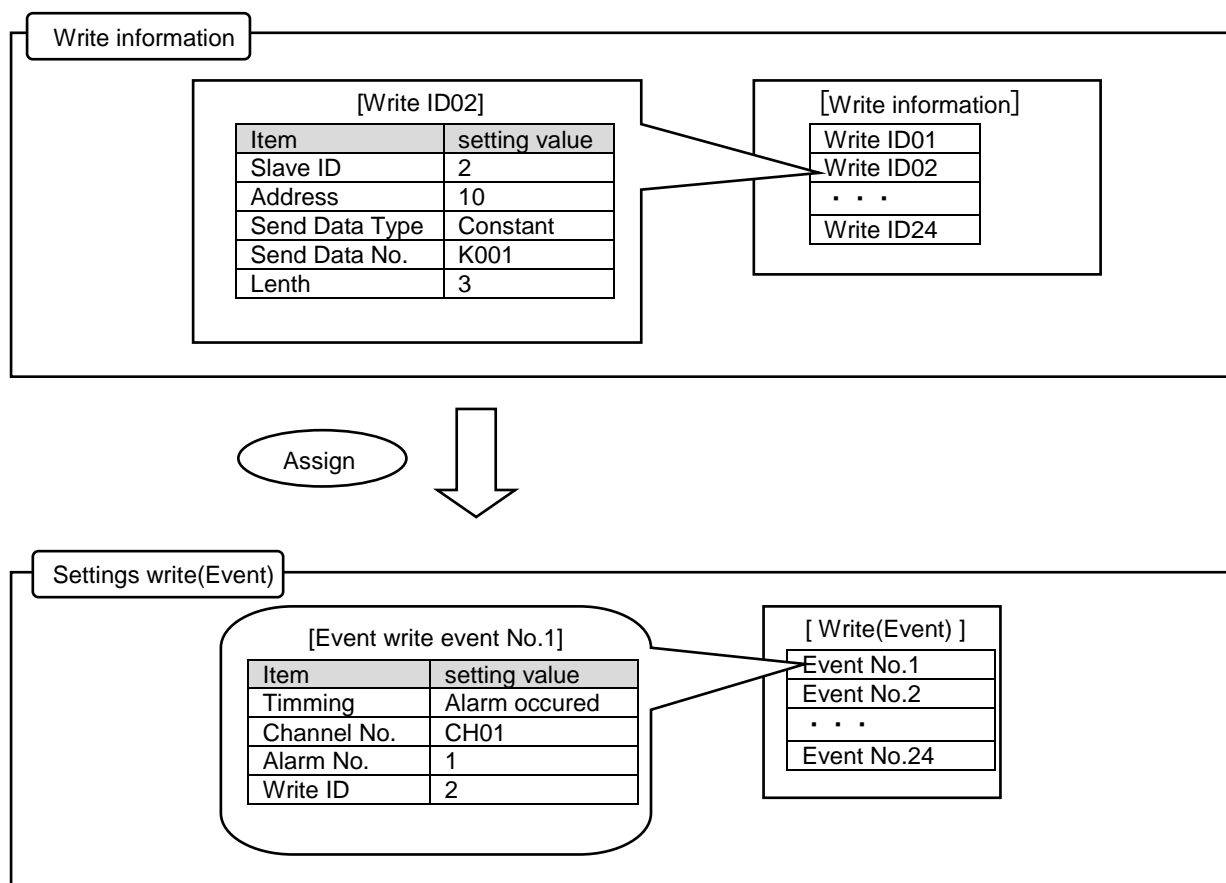 Write information
[Write ID02]
Item setting value
Slave ID 2
Address 10
Send Data Type Constant
Send Data No. K001
Lenth 3
[Write information]
Write ID01
Write ID02
・・・
Write ID24
Assign
Settings write(Event)
[Event write event No.1]
Item setting value
Timming Alarm occured
Channel No. CH01
Alarm No. 1
Write ID 2
[ Write(Event) ]
Event No.1
Event No.2
・・・
Event No.24